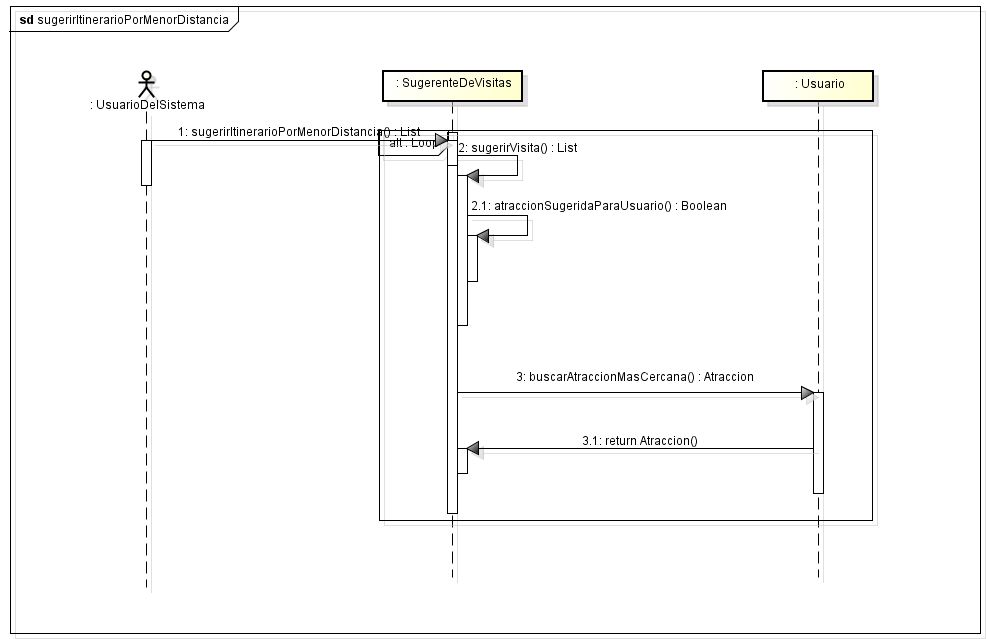 sd sugerirItinerarioPorMenorDistancia
: UsuarioDelSistema
: SugerenteDeVisitas
: Usuario
1: sugerirItinerarioPorMenorDistancia() : List
alt : Loop
2: sugerirVisita() : List
2.1: atraccionSugeridaParaUsuario() : Boolean
3: buscarAtraccionMasCercana() : Atraccion
3.1: return Atraccion()